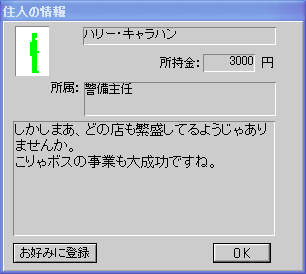 住人の情報
ハリー・キャラハン
所持金: 3000 円
所属: 警備主任
しかしまあ、どの店も繁盛してるようじゃあり
ませんか。
こりゃボスの事業も大成功ですね。
お好みに登録
OK